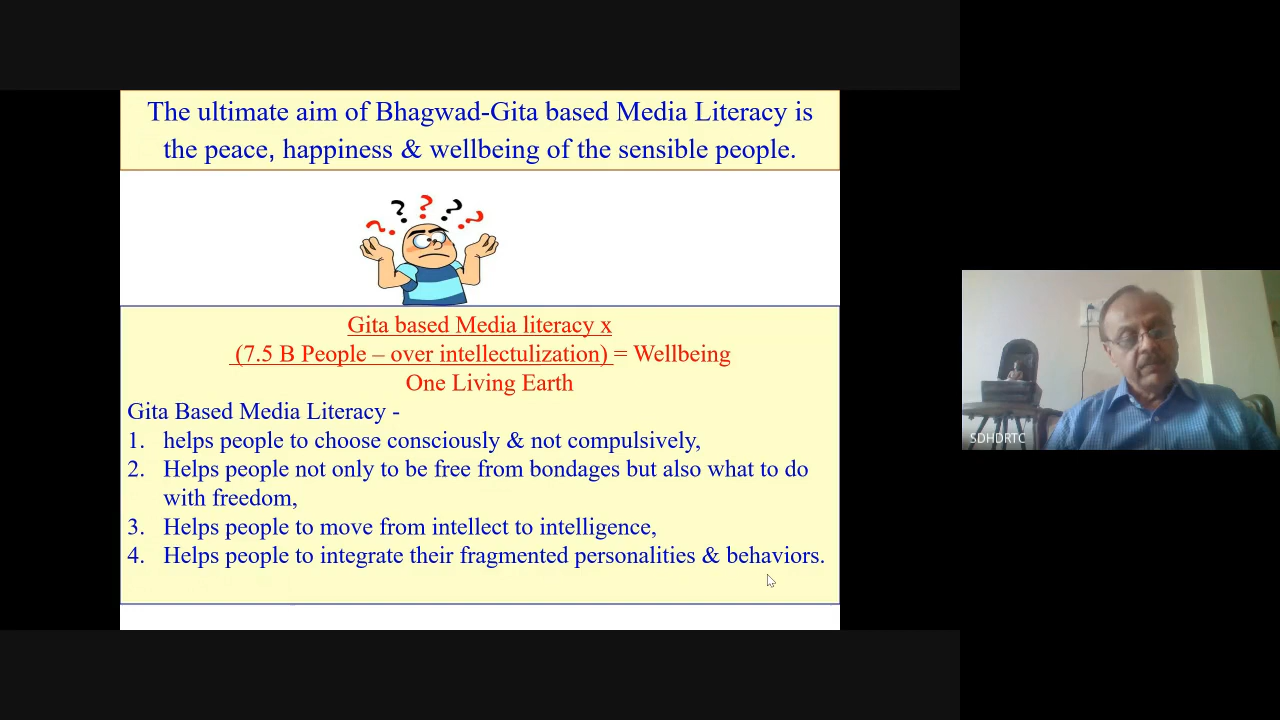 The ultimate aim of Bhagwad-Gita based Media Literacy is
the peace, happiness & wellbeing of the sensible people.
? ? ? ? ?
Gita based Media literacy x
(7.5 B People – over intellectulization) = Wellbeing
One Living Earth
Gita Based Media Literacy -
1. helps people to choose consciously & not compulsively,
2. Helps people not only to be free from bondages but also what to do
with freedom,
3. Helps people to move from intellect to intelligence,
4. Helps people to integrate their fragmented personalities & behaviors.
SDHDRTC